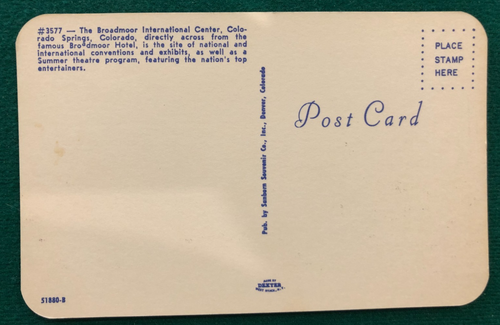 #3577 — The Broadmoor International Center, Colo-
rado Springs, Colorado, directly across from the
famous Broadmoor Hotel, is the site of national and
international conventions and exhibits, as well as a
Summer theatre program, featuring the nation's top
entertainers.
PLACE
STAMP
HERE
Post Card
Pub. by Sanborn Souvenir Co., Inc., Denver, Colorado
DEXTER
51880-B